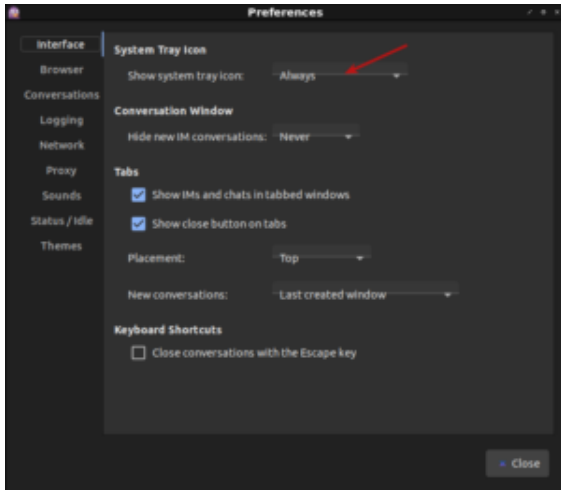 Preferences
Interface
Browser
Conversations
Logging
Network
Proxy
Sounds
Status / Idle
Themes
System Tray Icon
Show system tray icon: Always
Conversation Window
Hide new IM conversations: Never
Tabs
Show IMs and chats in tabbed windows
Show close button on tabs
Placement: Top
New conversations: Last created window
Keyboard Shortcuts
Close conversations with the Escape key
Close